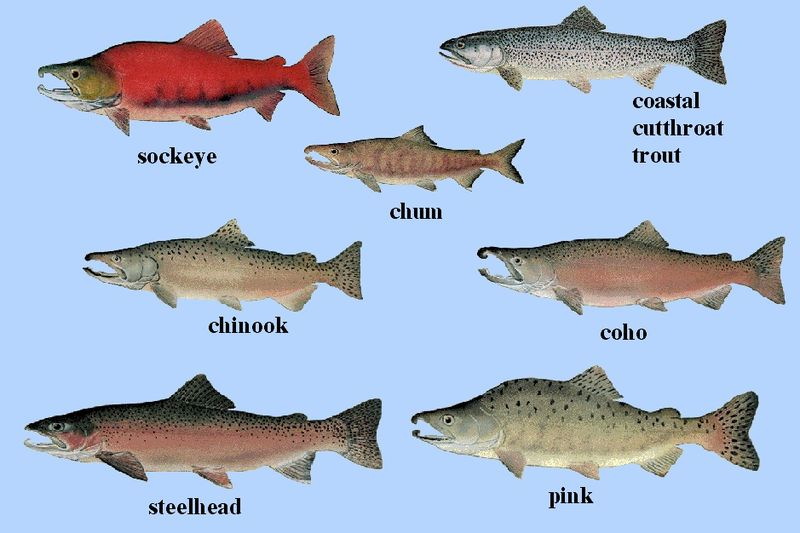 sockeye
coastal
cutthroat
trout
chum
chinook
coho
steelhead
pink